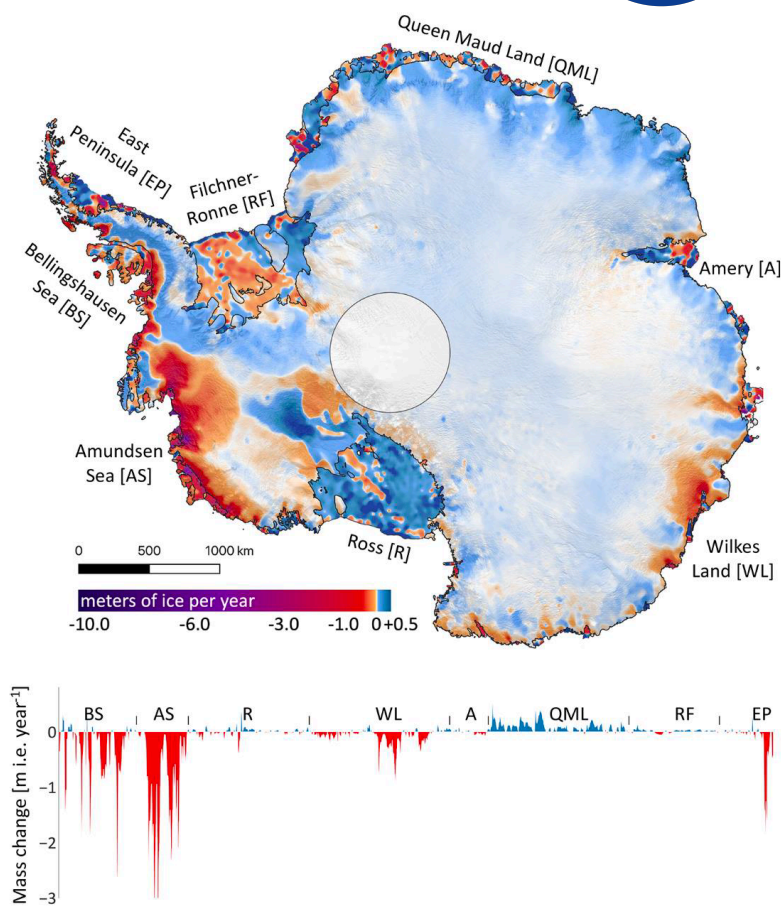 Queen Maud Land [QML]
East
Peninsula [EP]
Filchner-
Ronne [RF]
Bellingshausen
Sea [BS]
Amery [A]
Amundsen
Sea [AS]
Ross [R]
Wilkes
Land [WL]
0 500 1000 km
meters of ice per year
-10.0 -6.0 -3.0 -1.0 0 +0.5
Mass change [m i.e. year⁻¹]
BS AS R WL A QML RF EP
0
−1
−2
−3